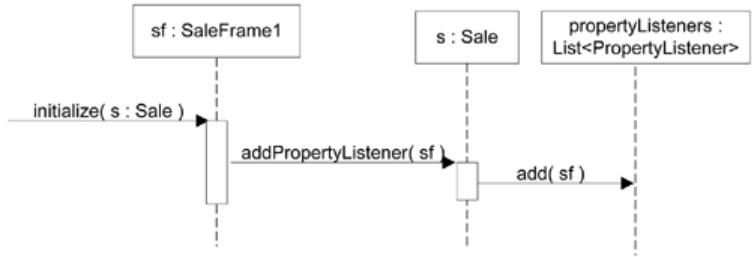 sf : SaleFrame1
s : Sale
propertyListeners :
List<PropertyListener>
initialize( s : Sale )
addPropertyListener( sf )
add( sf )